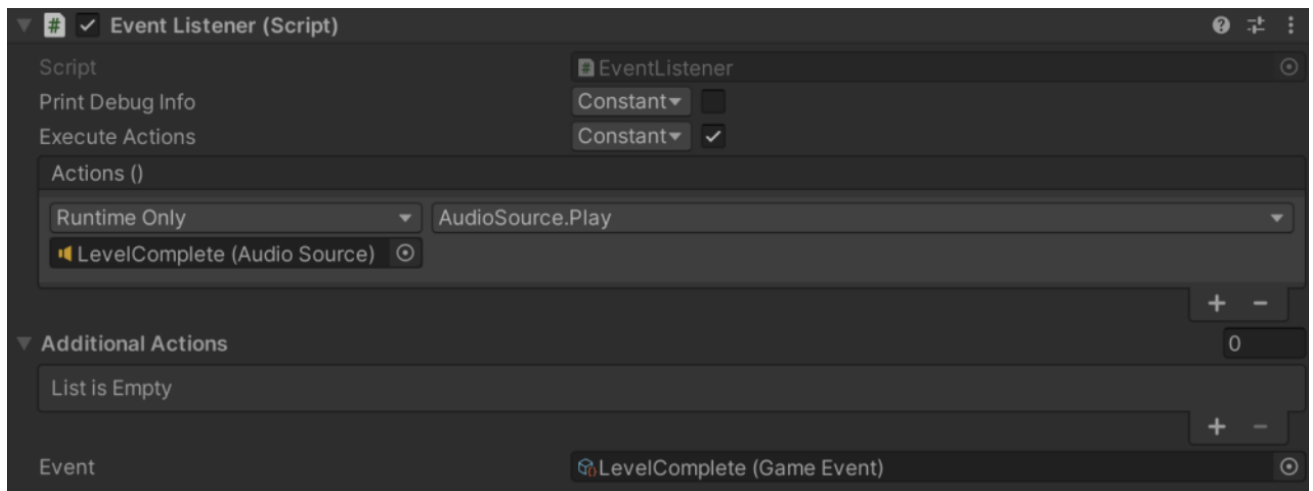 Event Listener (Script)
Script EventListener
Print Debug Info Constant
Execute Actions Constant
Actions ()
Runtime Only AudioSource.Play
LevelComplete (Audio Source)
Additional Actions 0
List is Empty
Event LevelComplete (Game Event)